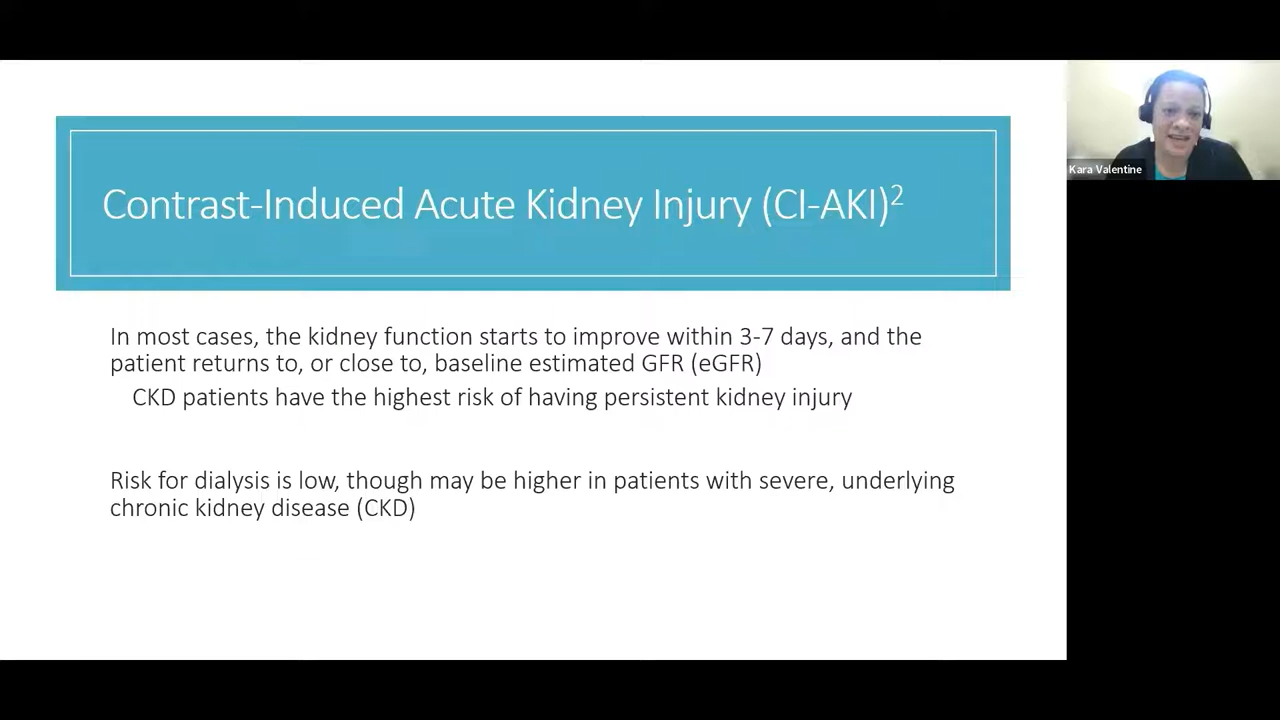 Contrast-Induced Acute Kidney Injury (CI-AKI)2
Kara Valentine
In most cases, the kidney function starts to improve within 3-7 days, and the
patient returns to, or close to, baseline estimated GFR (eGFR)
CKD patients have the highest risk of having persistent kidney injury
Risk for dialysis is low, though may be higher in patients with severe, underlying
chronic kidney disease (CKD)